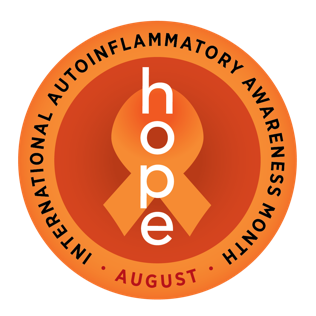 INTERNATIONAL AUTOINFLAMMATORY AWARENESS MONTH
hope
• AUGUST •